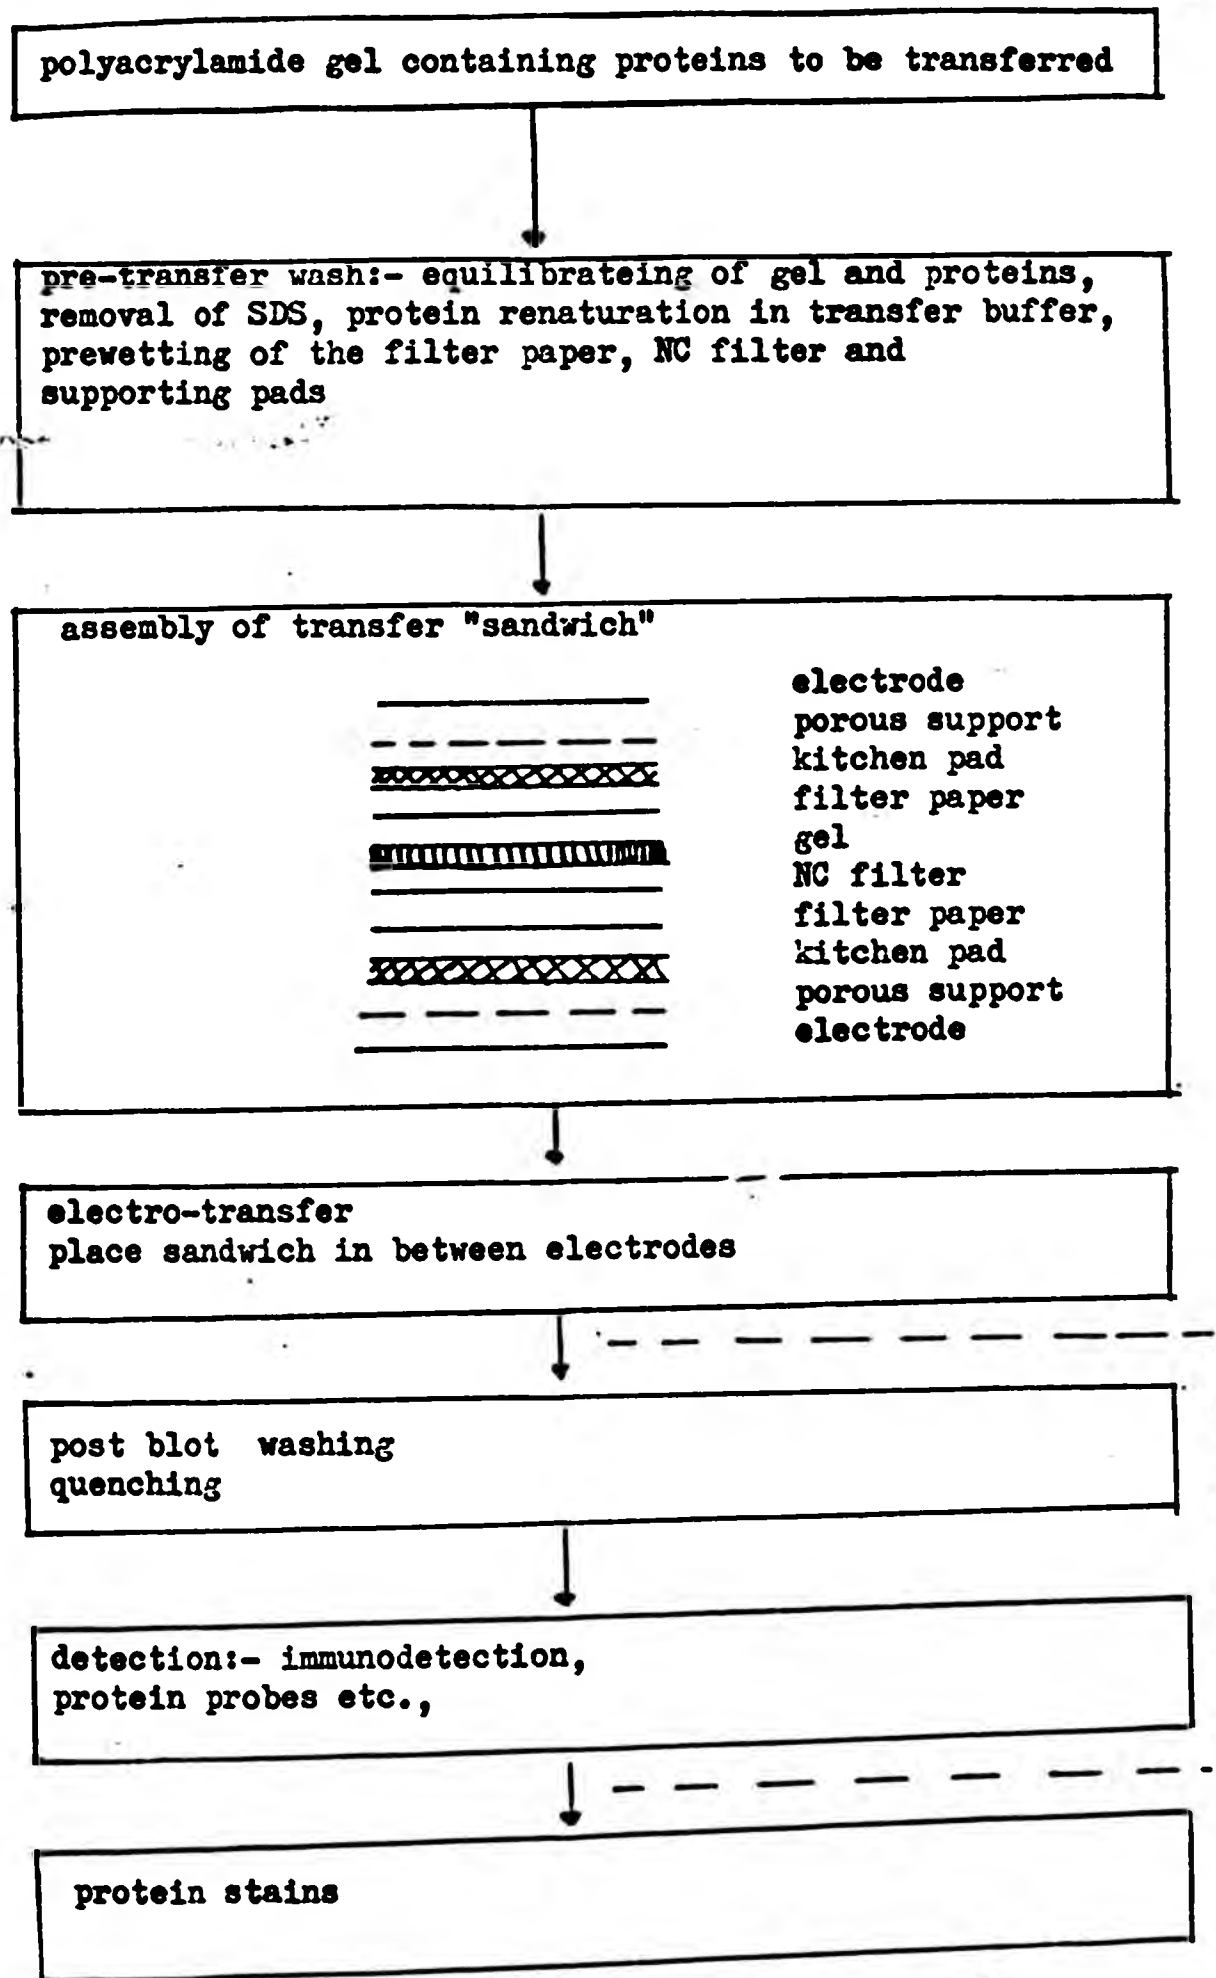 polyacrylamide gel containing proteins to be transferred
pre-transfer wash:- equilibrateing of gel and proteins,
removal of SDS, protein renaturation in transfer buffer,
prewetting of the filter paper, NC filter and
supporting pads
assembly of transfer "sandwich"
electrode
porous support
kitchen pad
filter paper
gel
NC filter
filter paper
kitchen pad
porous support
electrode
electro-transfer
place sandwich in between electrodes
post blot washing
quenching
detection:- immunodetection,
protein probes etc.,
protein stains